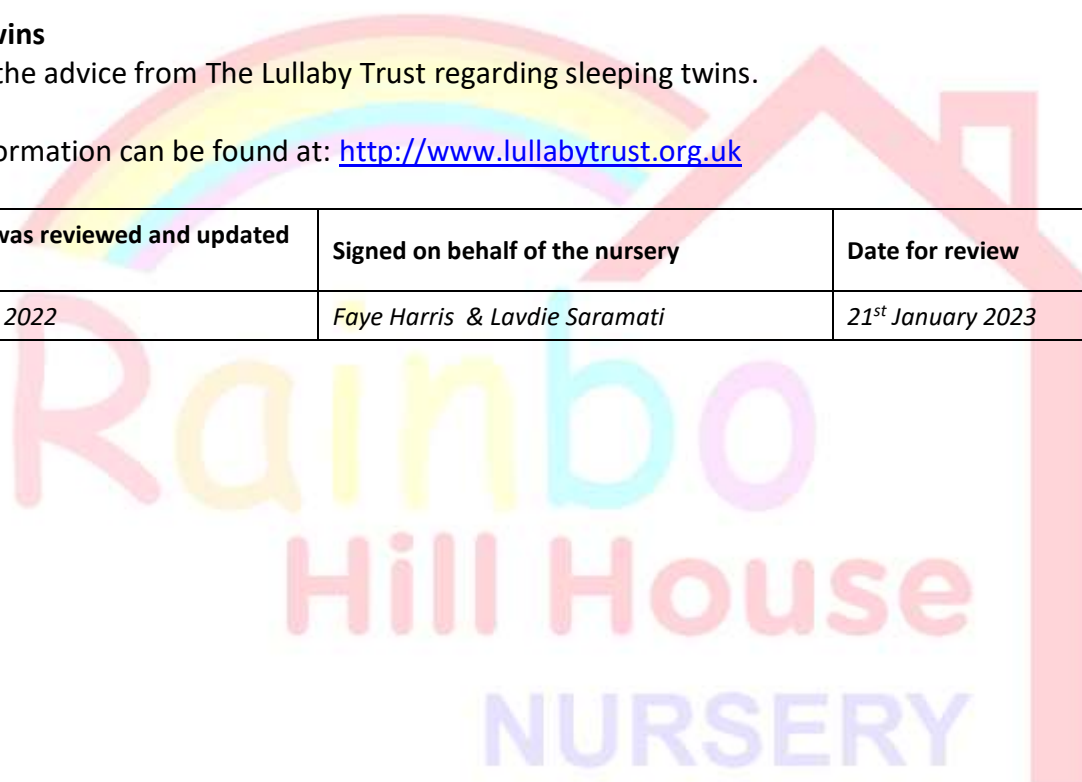 wins
the advice from The Lullaby Trust regarding sleeping twins.
ormation can be found at: http://www.lullabytrust.org.uk
was reviewed and updated
Signed on behalf of the nursery
Date for review
2022
Faye Harris & Lavdie Saramati
21st January 2023
Rainbo
Hill House
NURSERY